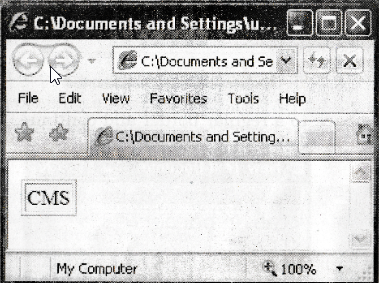 C:\Documents and Settings\u...
C:\Documents and Se
File Edit View Favorites Tools Help
C:\Documents and Setting...
CMS
My Computer 100%